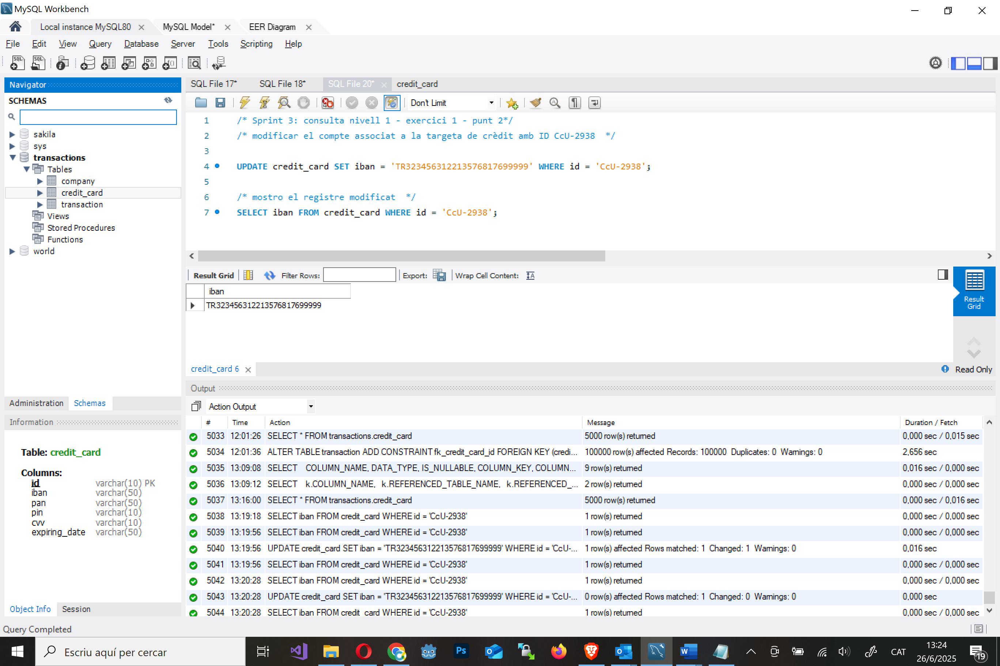 MySQL Workbench
Local instance MySQL80
MySQL Model*
EER Diagram
File Edit View Query Database Server Tools Scripting Help
Navigator
SCHEMAS
sakila
sys
transactions
Tables
company
credit_card
transaction
Views
Stored Procedures
Functions
world
Administration Schemas
Information
Table: credit_card
Columns:
id varchar(10) PK
iban varchar(50)
pan varchar(50)
pin varchar(10)
cvv varchar(10)
expiring_date varchar(50)
Object Info Session
SQL File 17* SQL File 18* SQL File 20* credit_card
Don't Limit
1 /* Sprint 3: consulta nivell 1 - exercici 1 - punt 2*/
2 /* modificar el compte associat a la targeta de crèdit amb ID CcU-2938 */
3
4 UPDATE credit_card SET iban = 'TR323456312213576817699999' WHERE id = 'CcU-2938';
5
6 /* mostro el registre modificat */
7 SELECT iban FROM credit_card WHERE id = 'CcU-2938';
Result Grid Filter Rows: Export: Wrap Cell Content:
iban
TR323456312213576817699999
Result
Grid
credit_card 6
Read Only
Output
Action Output
# Time Action Message Duration / Fetch
5033 12:01:26 SELECT * FROM transactions.credit_card 5000 row(s) returned 0,000 sec / 0,015 sec
5034 12:01:36 ALTER TABLE transaction ADD CONSTRAINT fk_credit_card_id FOREIGN KEY (credi... 100000 row(s) affected Records: 100000 Duplicates: 0 Warnings: 0 2,656 sec
5035 13:09:08 SELECT COLUMN_NAME, DATA_TYPE, IS_NULLABLE, COLUMN_KEY, COLUMN... 9 row(s) returned 0,016 sec / 0,000 sec
5036 13:09:12 SELECT k.COLUMN_NAME, k.REFERENCED_TABLE_NAME, k.REFERENCED_... 2 row(s) returned 0,000 sec / 0,000 sec
5037 13:16:00 SELECT * FROM transactions.credit_card 5000 row(s) returned 0,000 sec / 0,016 sec
5038 13:19:18 SELECT iban FROM credit_card WHERE id = 'CcU-2938' 1 row(s) returned 0,000 sec / 0,000 sec
5039 13:19:56 SELECT iban FROM credit_card WHERE id = 'CcU-2938' 1 row(s) returned 0,000 sec / 0,000 sec
5040 13:19:56 UPDATE credit_card SET iban = 'TR323456312213576817699999' WHERE id = 'CcU-... 1 row(s) affected Rows matched: 1 Changed: 1 Warnings: 0 0,016 sec
5041 13:19:56 SELECT iban FROM credit_card WHERE id = 'CcU-2938' 1 row(s) returned 0,000 sec / 0,000 sec
5042 13:20:28 SELECT iban FROM credit_card WHERE id = 'CcU-2938' 1 row(s) returned 0,000 sec / 0,000 sec
5043 13:20:28 UPDATE credit_card SET iban = 'TR323456312213576817699999' WHERE id = 'CcU-... 0 row(s) affected Rows matched: 1 Changed: 0 Warnings: 0 0,000 sec
5044 13:20:28 SELECT iban FROM credit_card WHERE id = 'CcU-2938' 1 row(s) returned 0,000 sec / 0,000 sec
Query Completed
Escriu aquí per cercar
CAT
13:24
26/6/2025
19